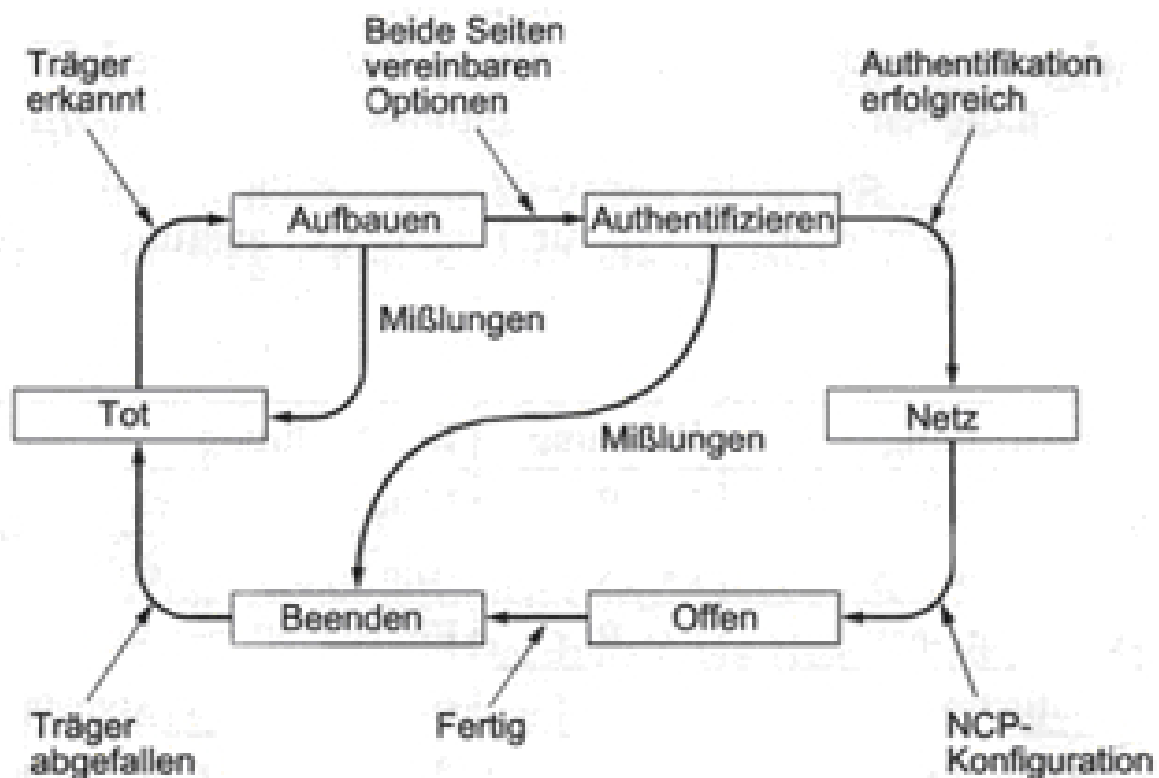 Träger
erkannt
Beide Seiten
vereinbaren
Optionen
Authentifikation
erfolgreich
Aufbauen
Authentifizieren
Mißlungen
Tot
Netz
Mißlungen
Beenden
Offen
Träger
abgefallen
Fertig
NCP-
Konfiguration